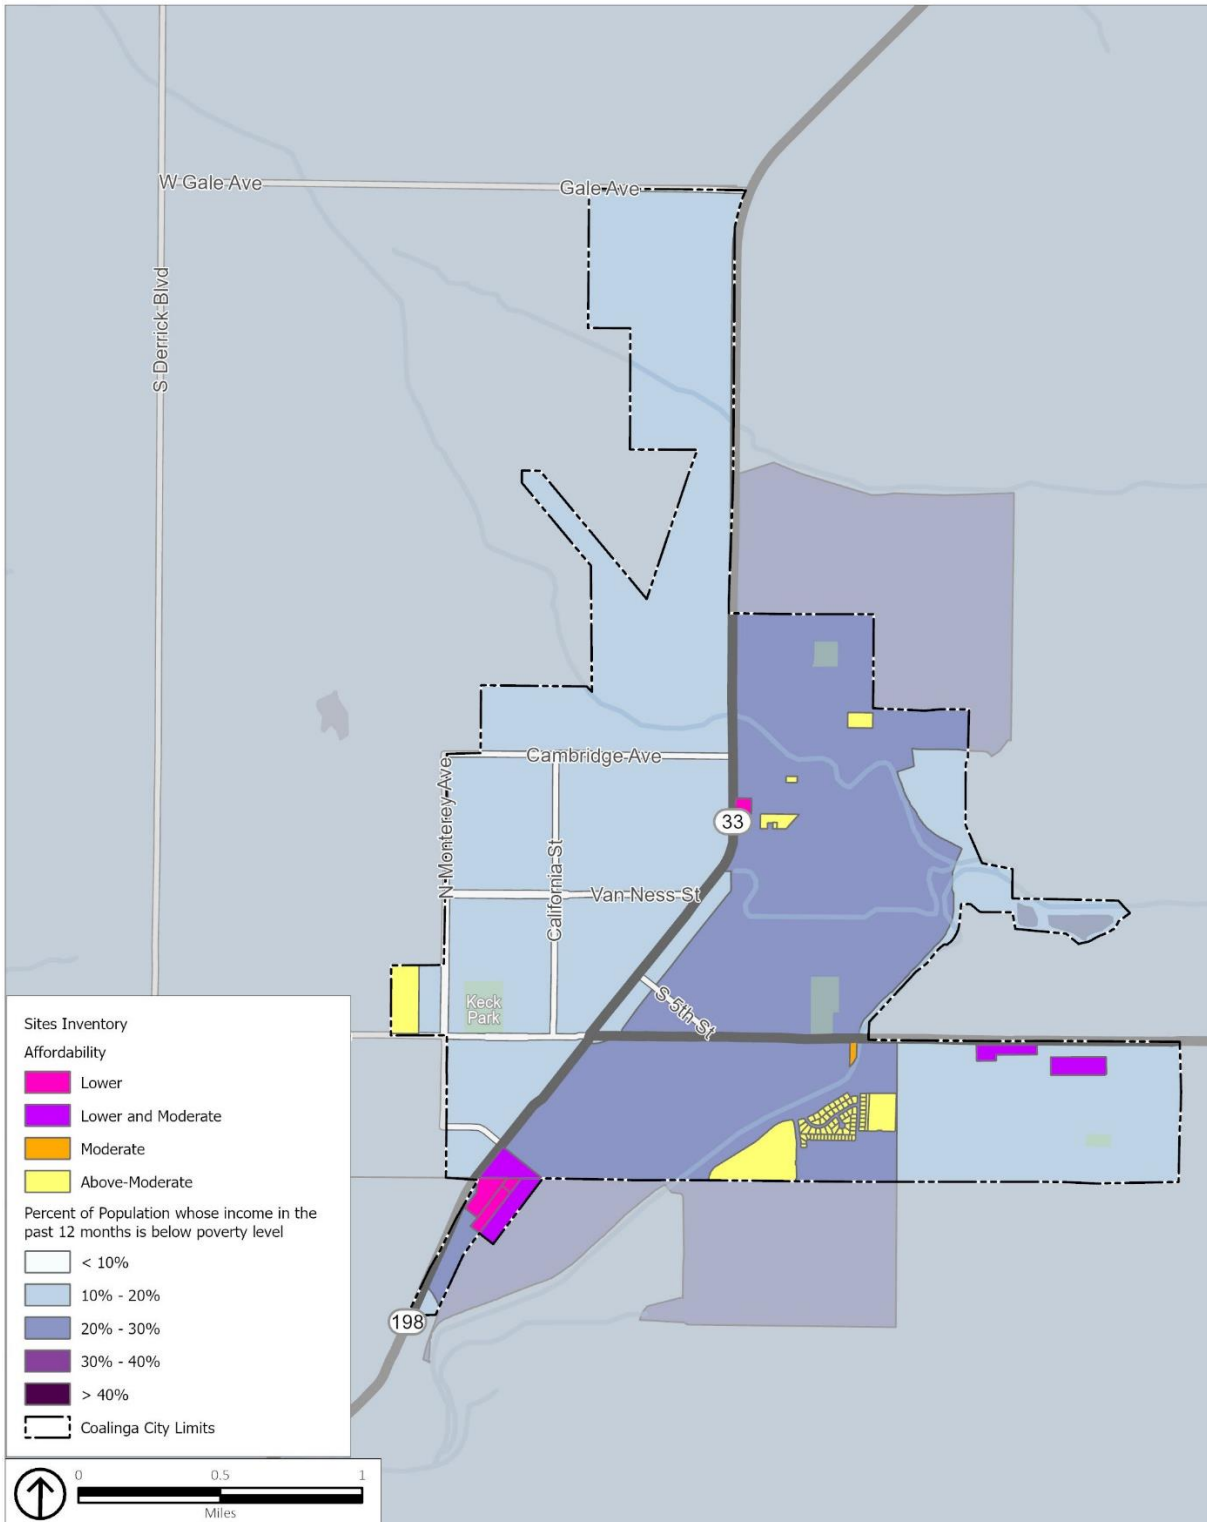 W Gale Ave
Gale Ave
S Derrick Blvd
Cambridge Ave
N Monterey Ave
California St
33
Van Ness St
Keck
Park
S 5th St
198
Sites Inventory
Affordability
Lower
Lower and Moderate
Moderate
Above-Moderate
Percent of Population whose income in the
past 12 months is below poverty level
< 10%
10% - 20%
20% - 30%
30% - 40%
> 40%
Coalinga City Limits
0 0.5 1
Miles